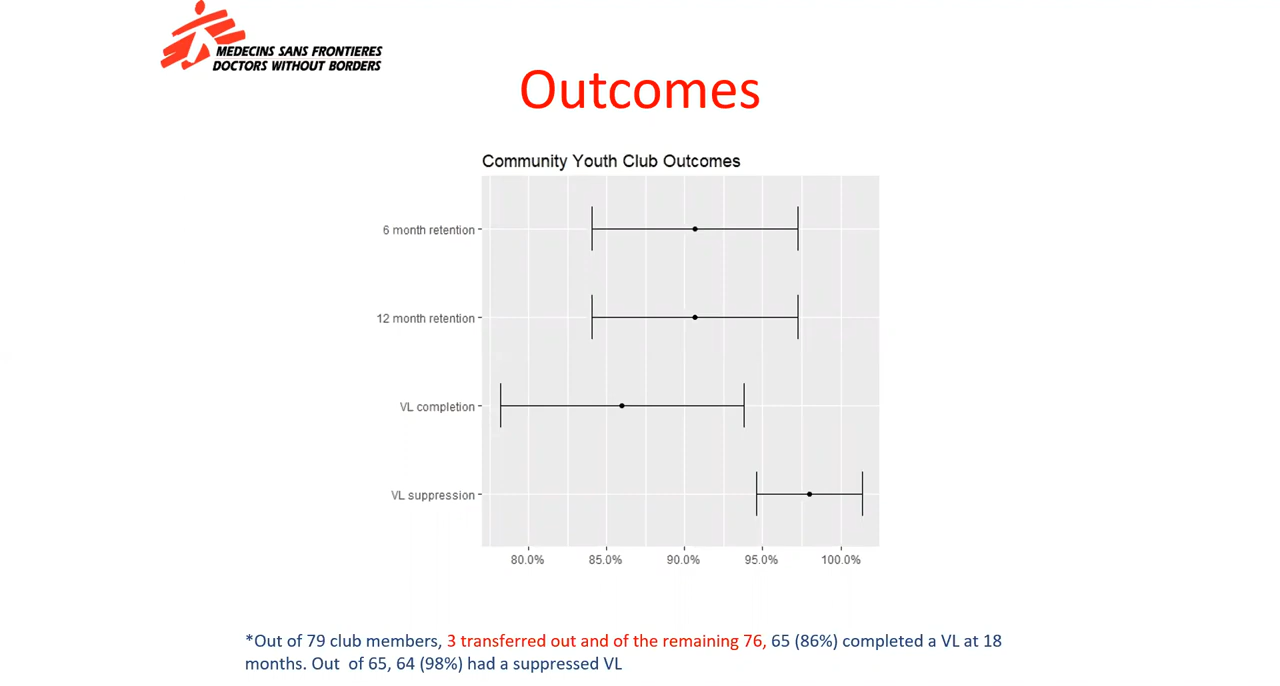 MEDECINS SANS FRONTIERES
DOCTORS WITHOUT BORDERS
Outcomes
Community Youth Club Outcomes
6 month retention
12 month retention
VL completion
VL suppression
80.0% 85.0% 90.0% 95.0% 100.0%
*Out of 79 club members, 3 transferred out and of the remaining 76, 65 (86%) completed a VL at 18
months. Out of 65, 64 (98%) had a suppressed VL